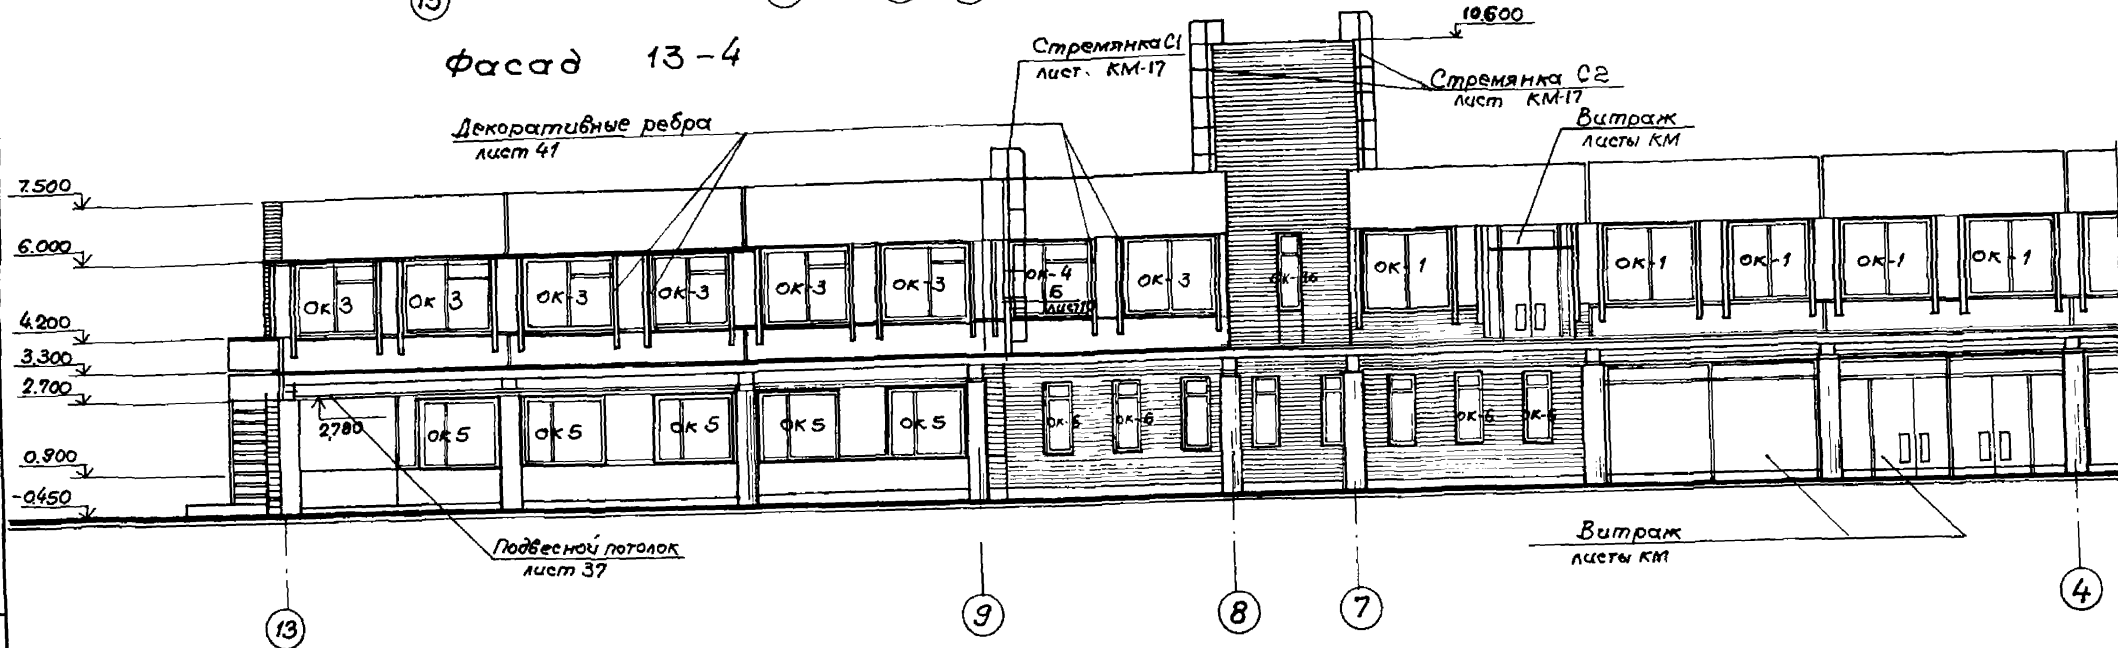 Фасад 13-4
Стремянка С1
лист. КМ-17
10.600
Стремянка С2
лист КМ-17
Декоративные ребра
лист 41
Витраж
листы КМ
7.500
6.000
4.200
3.300
2.700
0.900
-0.450
ОК 3
ОК 3
ОК-3
ОК-3
ОК-3
ОК-3
ОК-4
ОК-3
ОК-1
ОК-1
ОК-1
ОК-1
ОК-1
2,780
ОК 5
ОК 5
ОК 5
ОК 5
ОК 5
ОК-6
ОК-6
ОК-6
ОК-6
Подвесной потолок
лист 37
Витраж
листы КМ
13
9
8
7
4